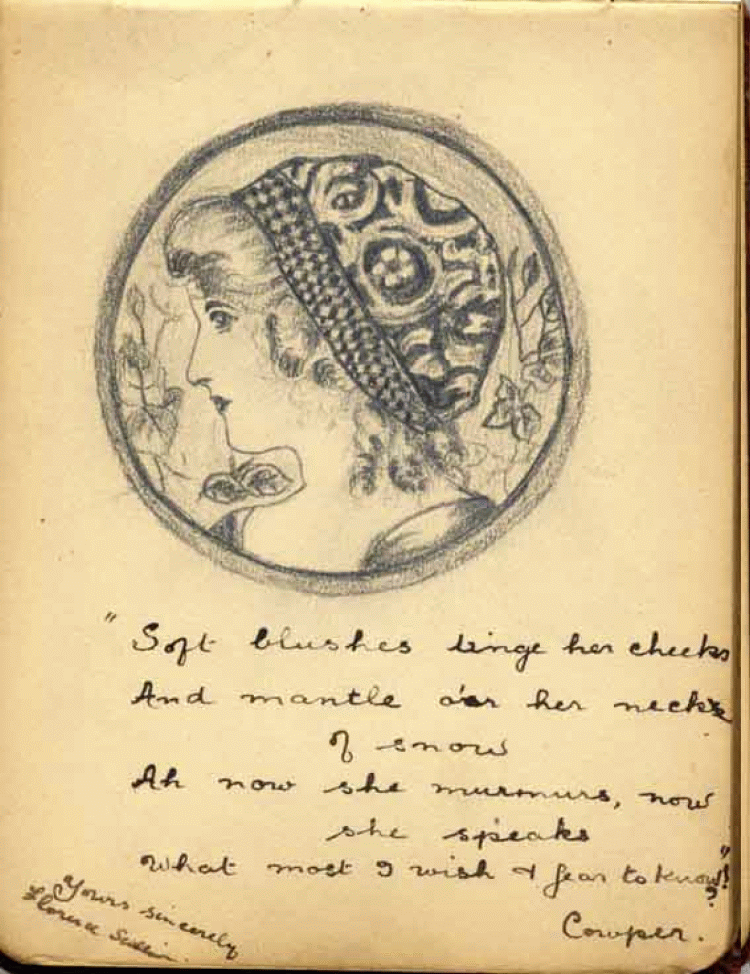 " Soft blushes tinge her cheeks
And mantle o'er her neck
of snow
Ah now she murmurs, now
she speaks
What most I wish & fear to know"!
?
Cowper.
Yours sincerely
Florence